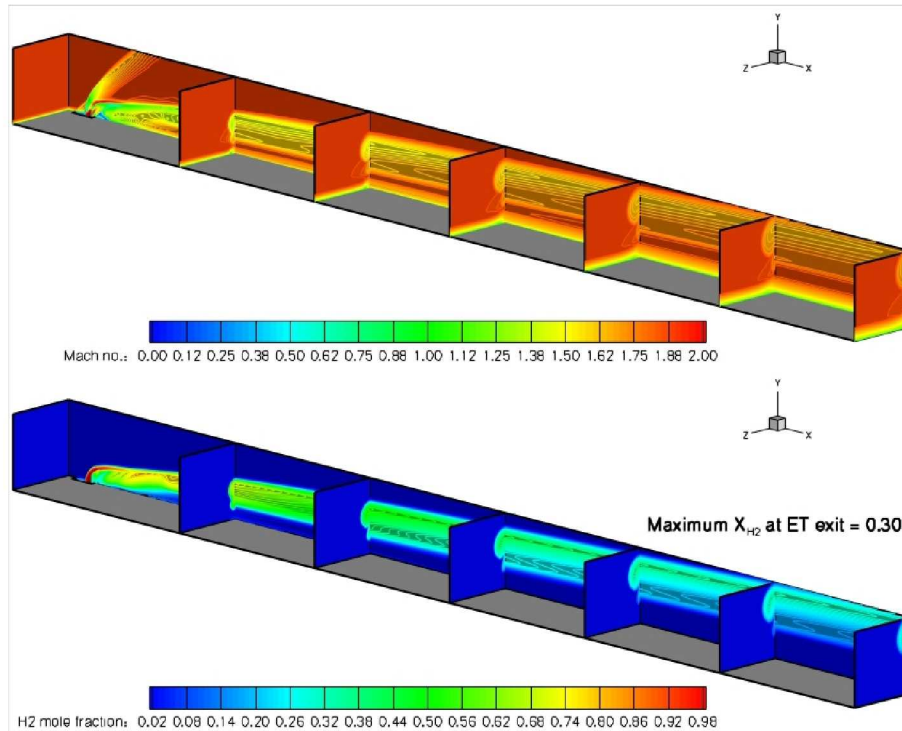 Y
Z X
Mach no.: 0.00 0.12 0.25 0.38 0.50 0.62 0.75 0.88 1.00 1.12 1.25 1.38 1.50 1.62 1.75 1.88 2.00
Y
Z X
Maximum X_H2 at ET exit = 0.30
H2 mole fraction: 0.02 0.08 0.14 0.20 0.26 0.32 0.38 0.44 0.50 0.56 0.62 0.68 0.74 0.80 0.86 0.92 0.98